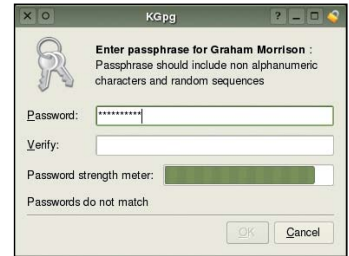 KGpg
Enter passphrase for Graham Morrison :
Passphrase should include non alphanumeric
characters and random sequences
Password: **********
Verify:
Password strength meter:
Passwords do not match
OK Cancel